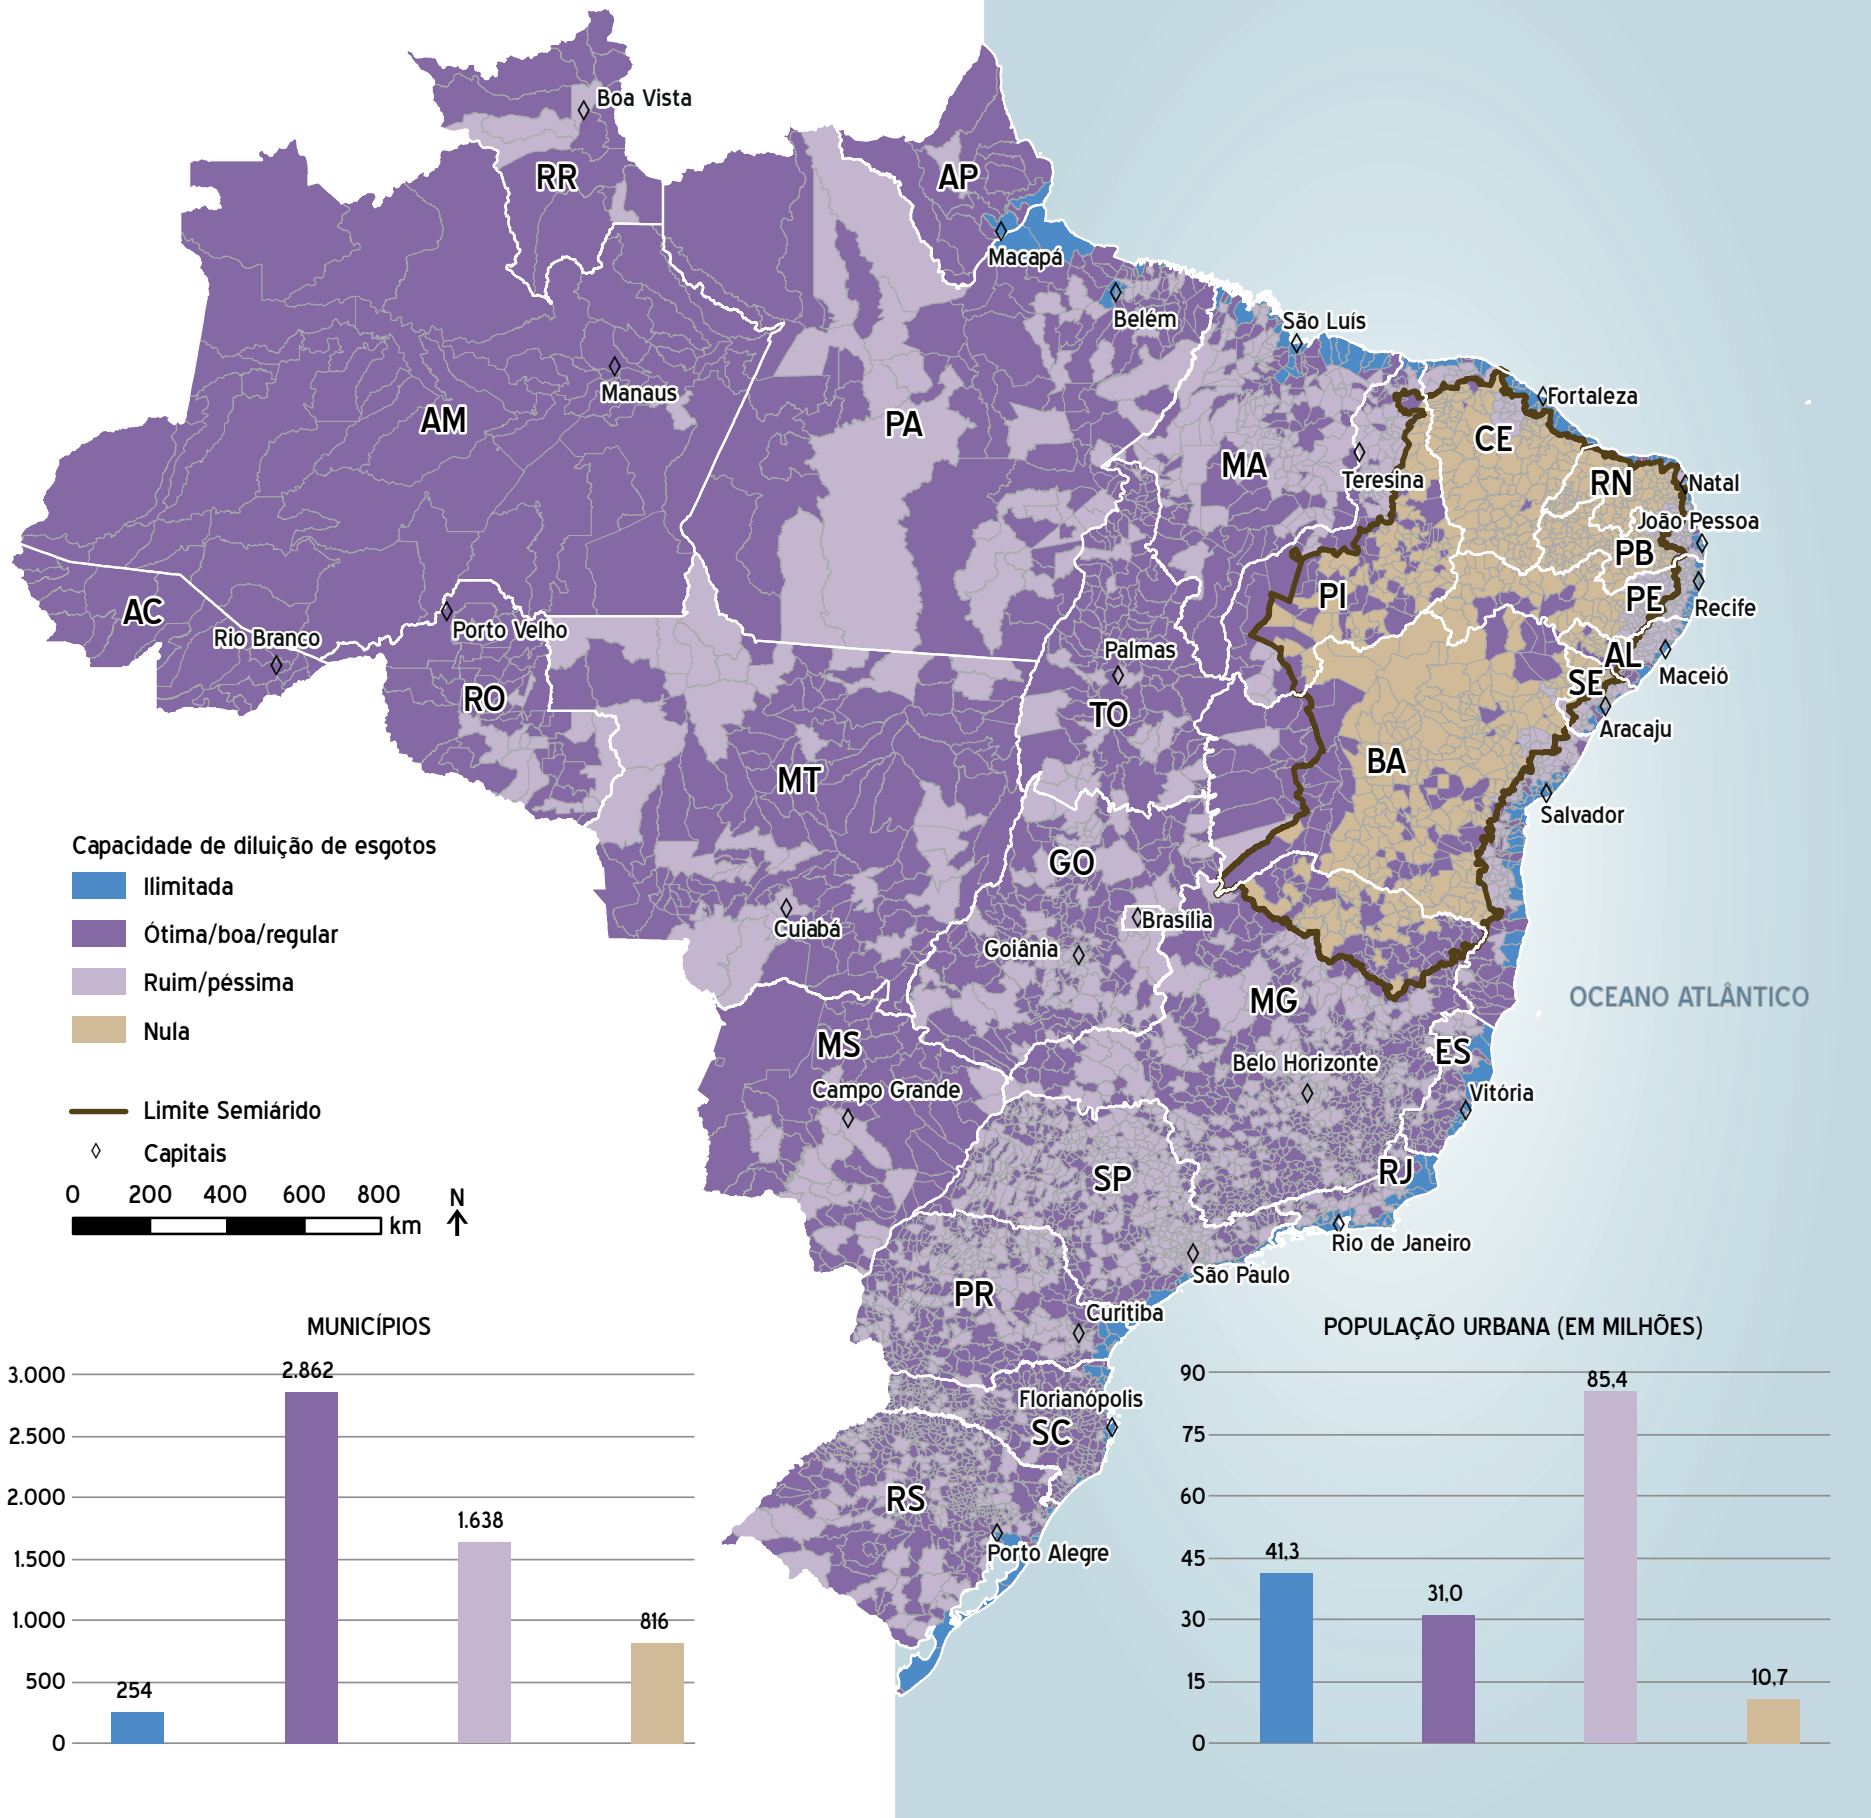 Boa Vista
RR
AP
Macapá
Belém
São Luís
Manaus
Fortaleza
AM
PA
CE
MA
Teresina
RN
Natal
João Pessoa
PB
PI
PE
Recife
AC
Rio Branco
Porto Velho
Palmas
AL
Maceió
SE
RO
TO
Aracaju
BA
MT
Salvador
Capacidade de diluição de esgotos
Ilimitada
Ótima/boa/regular
Ruim/péssima
Nula
Limite Semiárido
Capitais
0 200 400 600 800
km
N
GO
Cuiabá
Brasília
Goiânia
OCEANO ATLÂNTICO
MG
MS
ES
Belo Horizonte
Campo Grande
Vitória
SP
RJ
Rio de Janeiro
São Paulo
PR
Curitiba
Florianópolis
SC
RS
Porto Alegre
MUNICÍPIOS
3.000
2.500
2.000
1.500
1.000
500
0
254
2.862
1.638
816
POPULAÇÃO URBANA (EM MILHÕES)
90
75
60
45
30
15
0
41,3
31,0
85,4
10,7